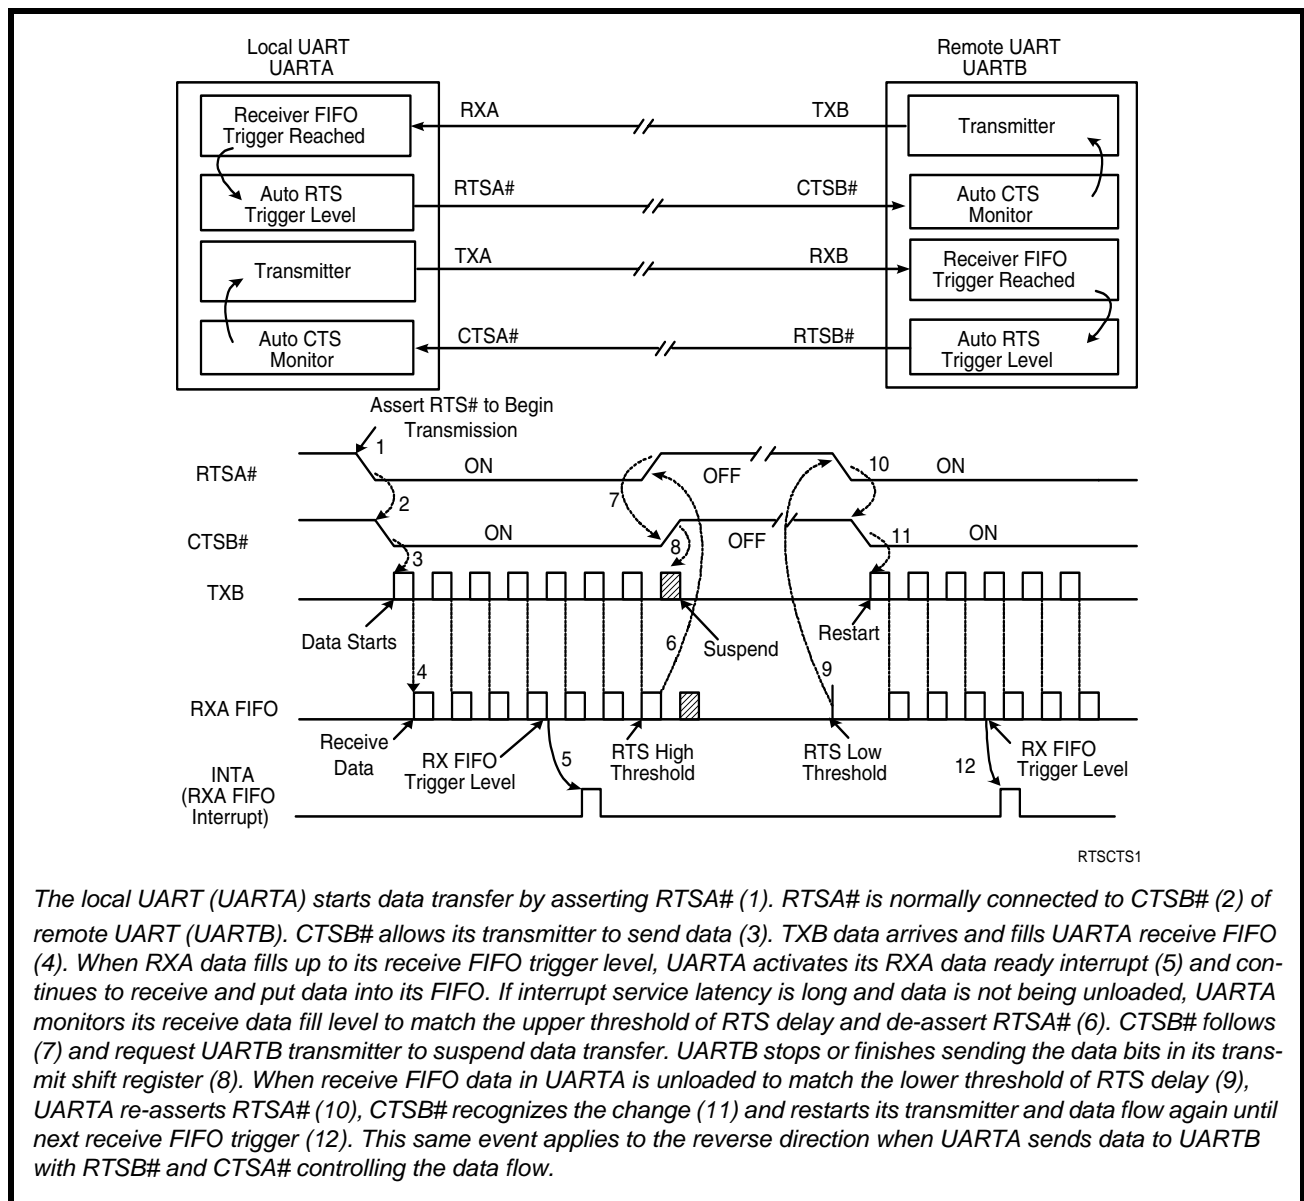 Local UART
UARTA
Remote UART
UARTB
Receiver FIFO
Trigger Reached
RXA
TXB
Transmitter
Auto RTS
Trigger Level
RTSA#
CTSB#
Auto CTS
Monitor
Transmitter
TXA
RXB
Receiver FIFO
Trigger Reached
Auto CTS
Monitor
CTSA#
RTSB#
Auto RTS
Trigger Level
Assert RTS# to Begin
Transmission
1
RTSA#
ON
OFF
10
ON
2
7
CTSB#
ON
OFF
11
ON
3
8
TXB
Data Starts
6
Suspend
Restart
4
9
RXA FIFO
Receive
Data
RX FIFO
Trigger Level
5
RTS High
Threshold
RTS Low
Threshold
12
RX FIFO
Trigger Level
INTA
(RXA FIFO
Interrupt)
RTSCTS1
The local UART (UARTA) starts data transfer by asserting RTSA# (1). RTSA# is normally connected to CTSB# (2) of
remote UART (UARTB). CTSB# allows its transmitter to send data (3). TXB data arrives and fills UARTA receive FIFO
(4). When RXA data fills up to its receive FIFO trigger level, UARTA activates its RXA data ready interrupt (5) and con-
tinues to receive and put data into its FIFO. If interrupt service latency is long and data is not being unloaded, UARTA
monitors its receive data fill level to match the upper threshold of RTS delay and de-assert RTSA# (6). CTSB# follows
(7) and request UARTB transmitter to suspend data transfer. UARTB stops or finishes sending the data bits in its trans-
mit shift register (8). When receive FIFO data in UARTA is unloaded to match the lower threshold of RTS delay (9),
UARTA re-asserts RTSA# (10), CTSB# recognizes the change (11) and restarts its transmitter and data flow again until
next receive FIFO trigger (12). This same event applies to the reverse direction when UARTA sends data to UARTB
with RTSB# and CTSA# controlling the data flow.